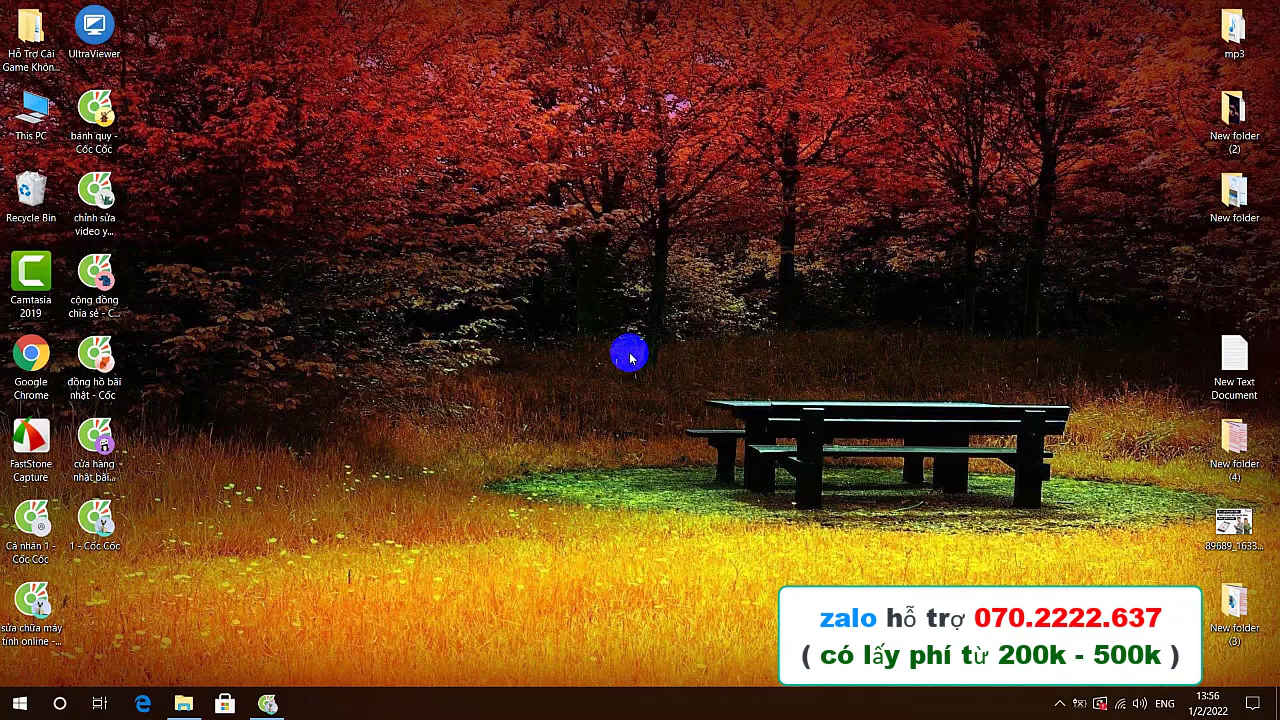 Hỗ Trợ Cài
Game Khôn...
UltraViewer
This PC
bánh quy -
Cốc Cốc
Recycle Bin
chỉnh sửa
video y...
Camtasia
2019
cộng đồng
chia sẻ - C...
Google
Chrome
đồng hồ bãi
nhật - Cốc
FastStone
Capture
cửa hàng
nhật bãi...
Cá nhân 1 -
Cốc Cốc
1 - Cốc Cốc
sửa chữa máy
tính online -...
mp3
New folder
(2)
New folder
New Text
Document
New folder
(4)
89689_1633...
New folder
(3)
zalo hỗ trợ 070.2222.637
( có lấy phí từ 200k - 500k )
ENG
13:56
1/2/2022